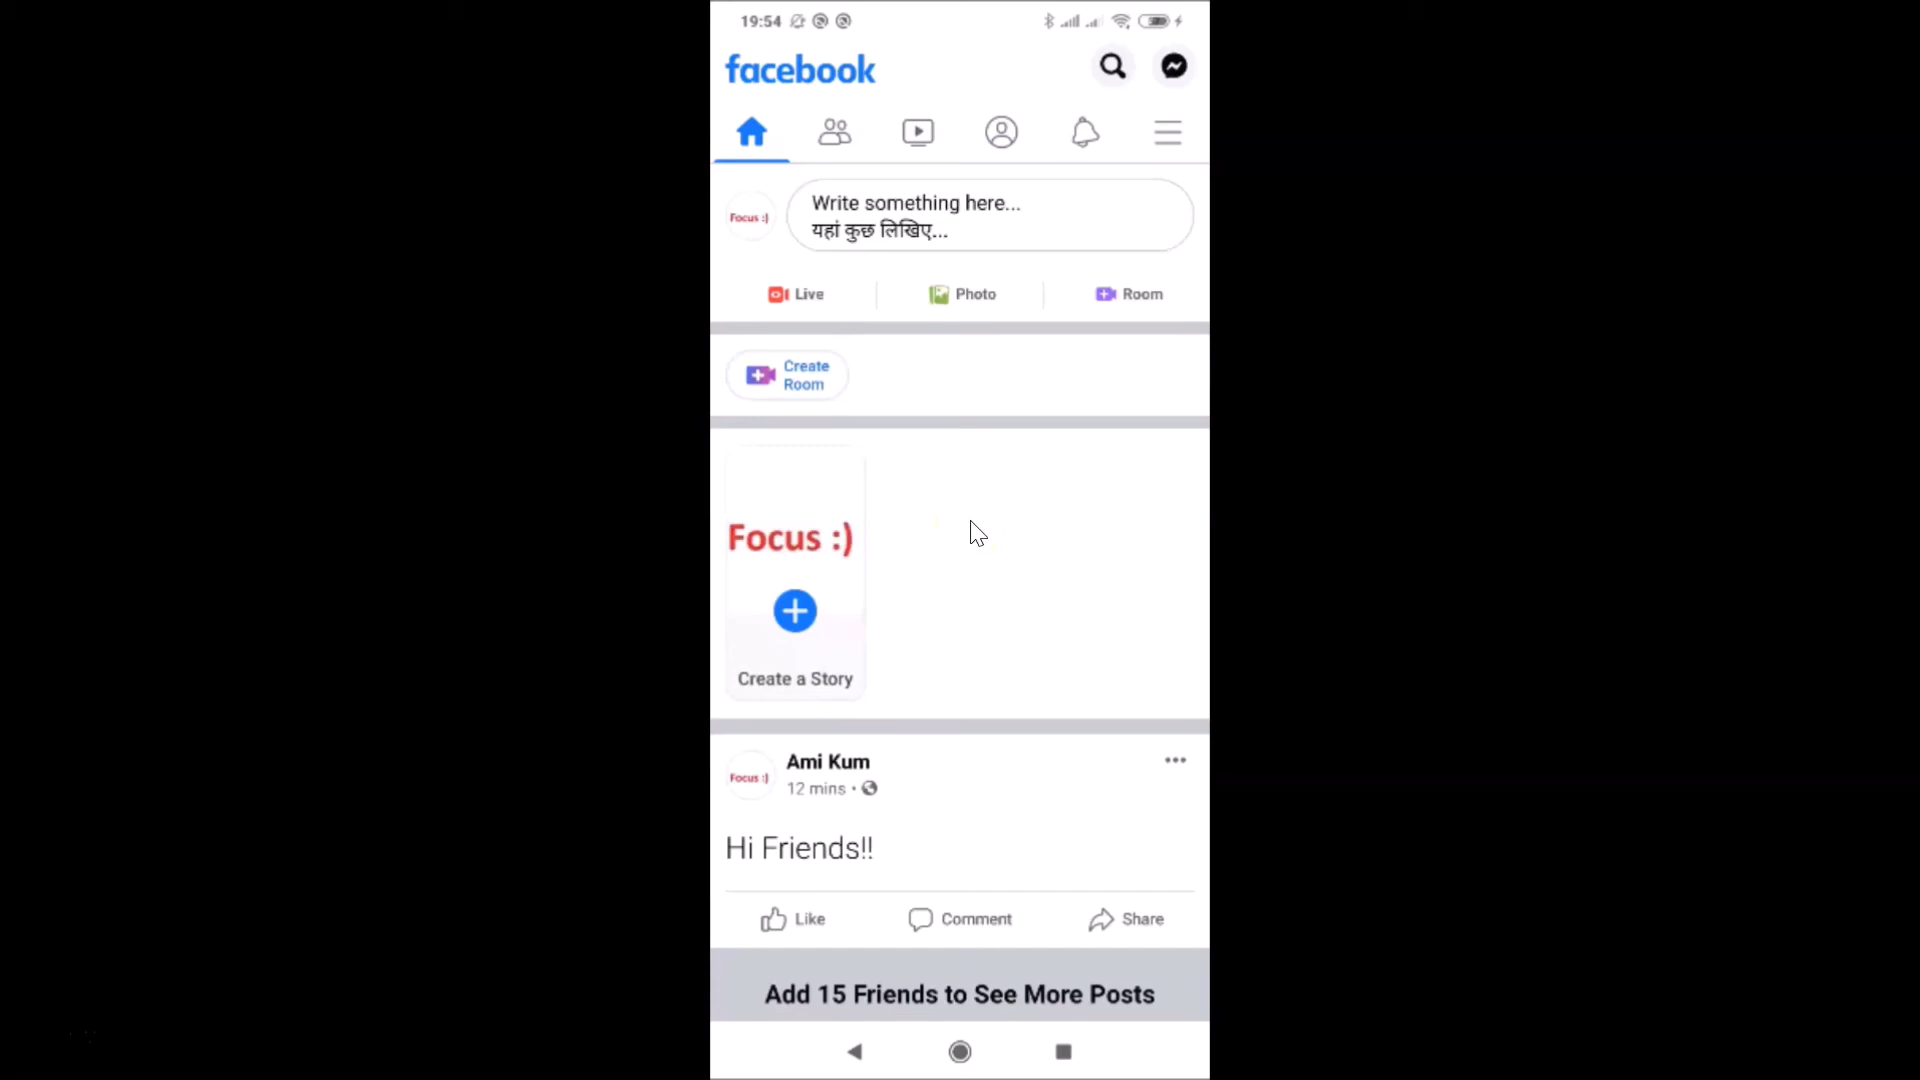 19:54
facebook
Focus :)
Write something here...
यहां कुछ लिखिए...
Live
Photo
Room
Create
Room
Focus :)
Create a Story
Focus :)
Ami Kum
12 mins •
Hi Friends!!
Like
Comment
Share
Add 15 Friends to See More Posts